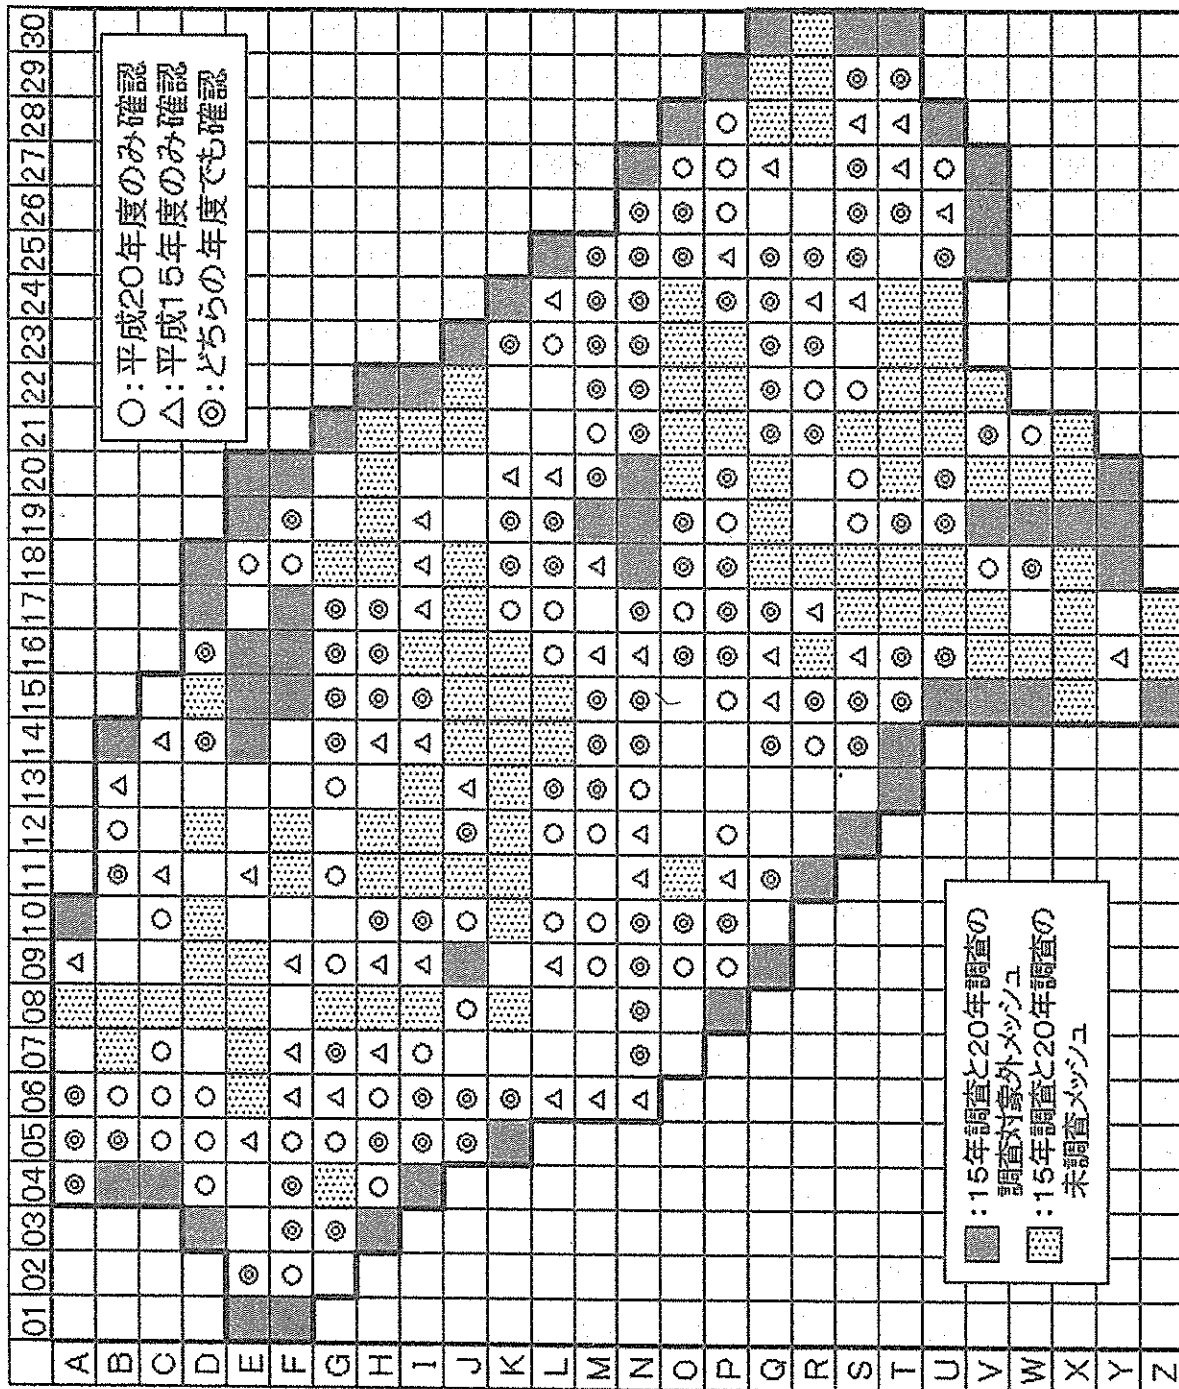 01 02 03 04 05 06 07 08 09 10 11 12 13 14 15 16 17 18 19 20 21 22 23 24 25 26 27 28 29 30
○:平成20年度のみ確認
△:平成15年度のみ確認
◎:どちらの年度でも確認
A
B
C
D
E
F
G
H
I
J
K
L
M
N
O
P
Q
R
S
T
U
V
W
X
Y
Z
:15年調査と20年調査の
調査対象外メッシュ
:15年調査と20年調査の
未調査メッシュ